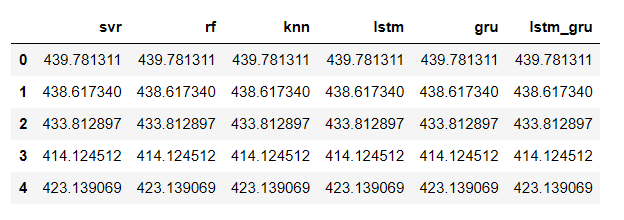 svr rf knn lstm gru lstm_gru
0 439.781311 439.781311 439.781311 439.781311 439.781311 439.781311
1 438.617340 438.617340 438.617340 438.617340 438.617340 438.617340
2 433.812897 433.812897 433.812897 433.812897 433.812897 433.812897
3 414.124512 414.124512 414.124512 414.124512 414.124512 414.124512
4 423.139069 423.139069 423.139069 423.139069 423.139069 423.139069